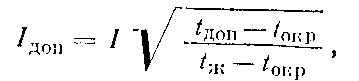 I_доп = I √((t_доп − t_окр) / (t_ж − t_окр)),